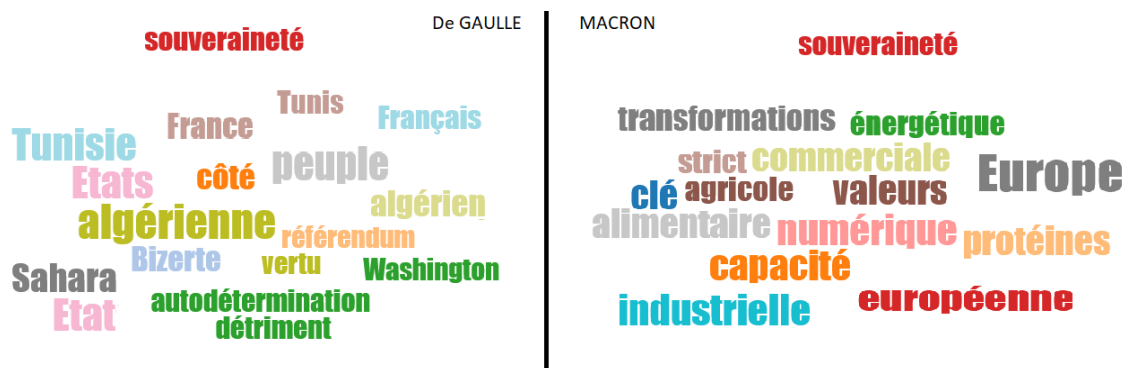 De GAULLE
souveraineté
Tunis
France
Français
Tunisie
peuple
Etats
côté
algérien
algérienne
référendum
Bizerte
vertu
Washington
Sahara
autodétermination
Etat
détriment
MACRON
souveraineté
transformations
énergétique
strict
commerciale
Europe
clé
agricole
valeurs
alimentaire
numérique
protéines
capacité
européenne
industrielle